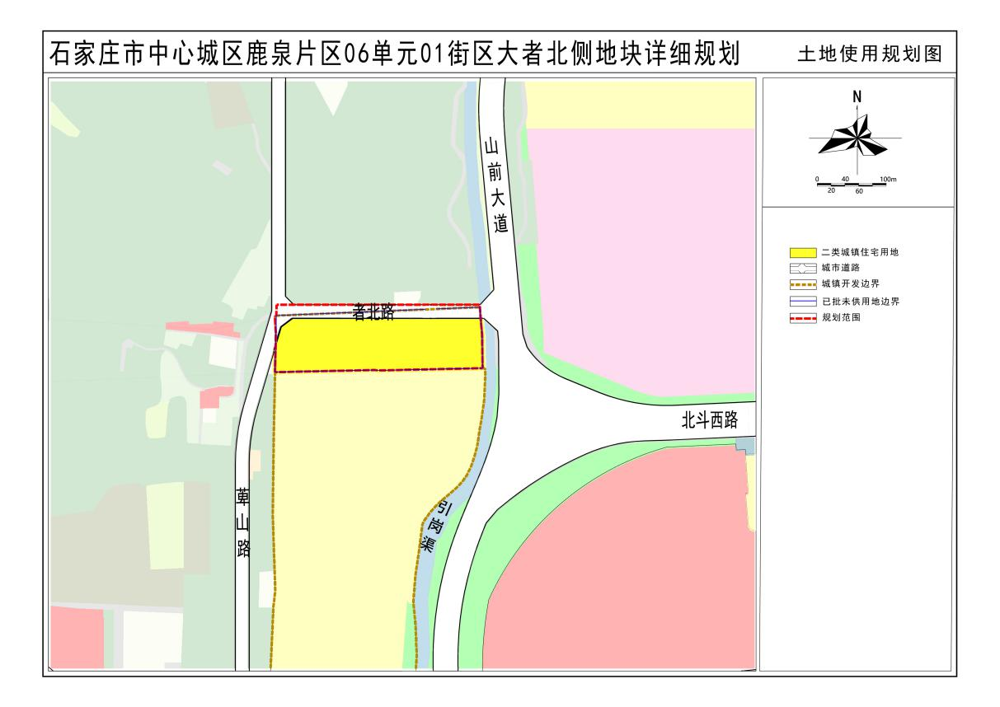 石家庄市中心城区鹿泉片区06单元01街区大者北侧地块详细规划
土地使用规划图
N
0 40 100m
20 60
山前大道
者北路
北斗西路
萆山路
引岗渠
二类城镇住宅用地
城市道路
城镇开发边界
已批未供用地边界
规划范围